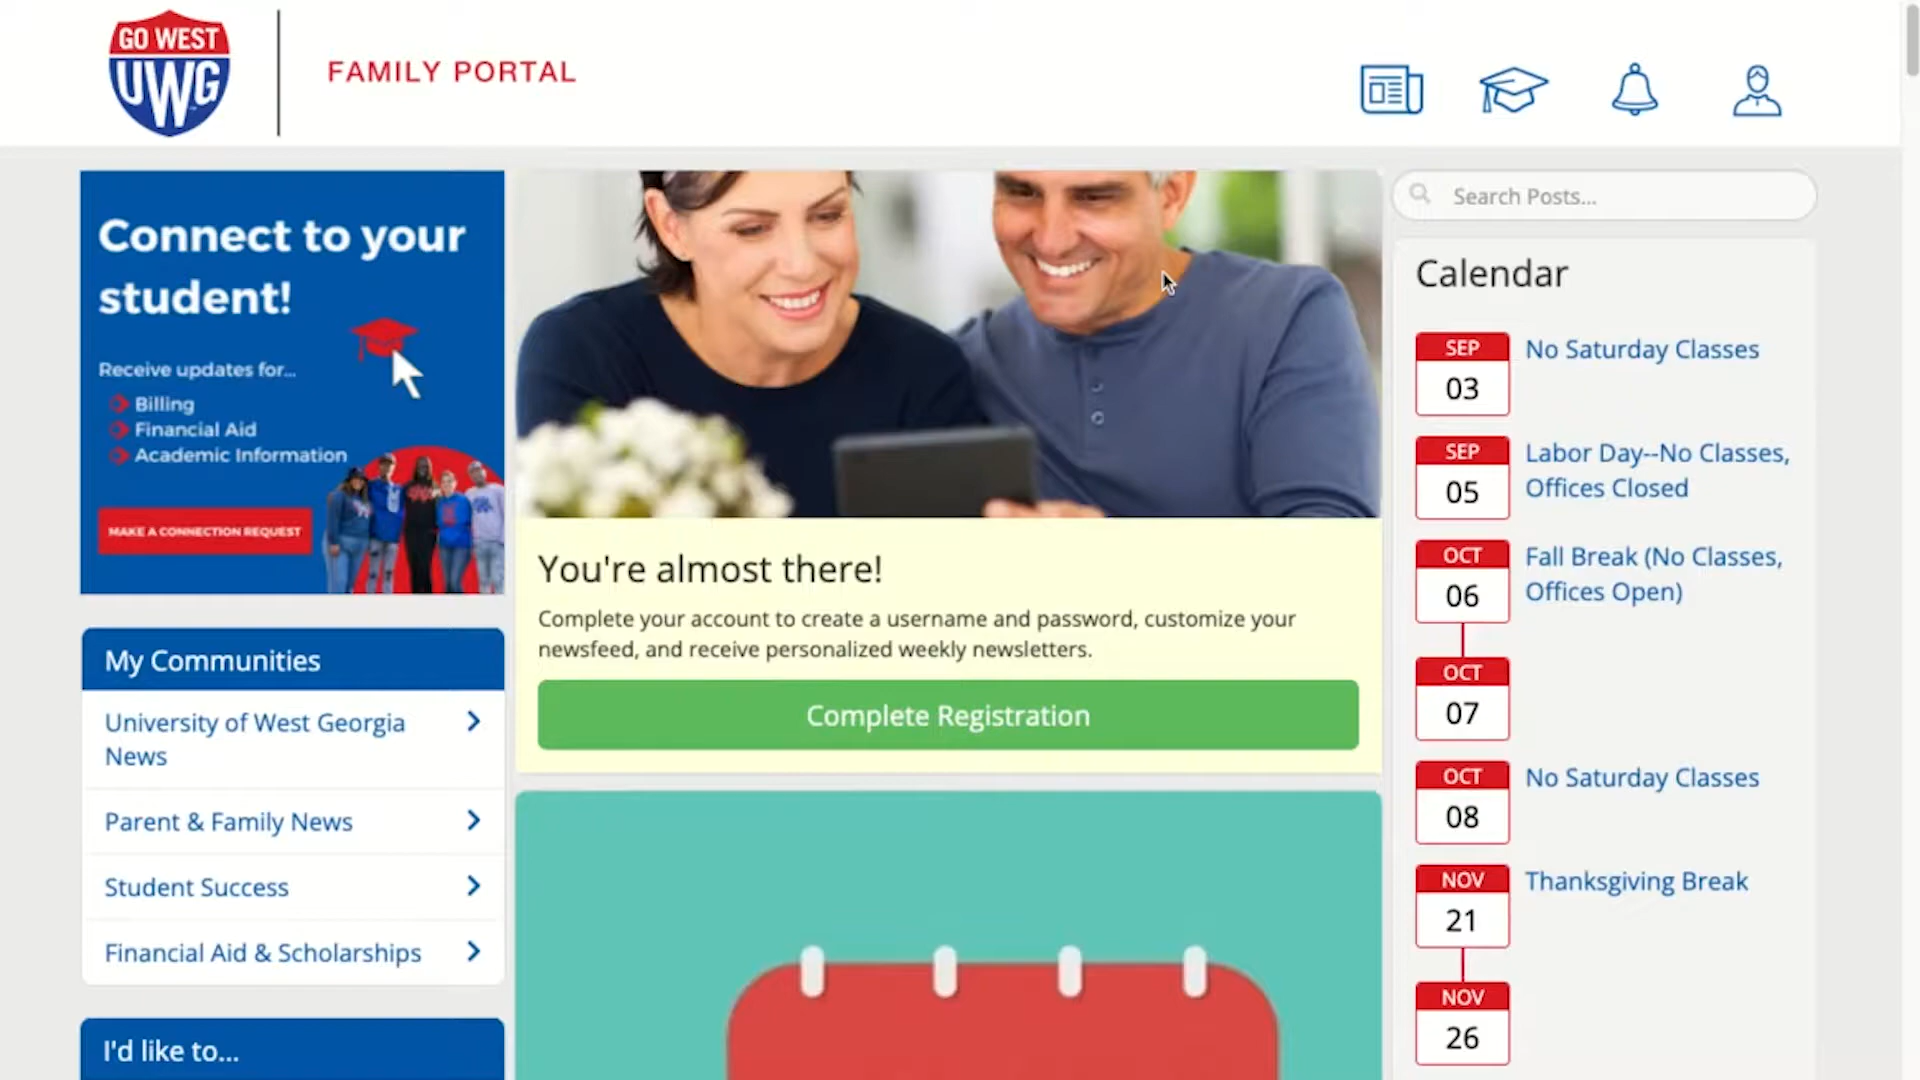 GO WEST
UWG
FAMILY PORTAL
Connect to your
student!
Receive updates for...
Billing
Financial Aid
Academic Information
MAKE A CONNECTION REQUEST
My Communities
University of West Georgia
News
Parent & Family News
Student Success
Financial Aid & Scholarships
I'd like to...
You're almost there!
Complete your account to create a username and password, customize your
newsfeed, and receive personalized weekly newsletters.
Complete Registration
Search Posts...
Calendar
SEP
03
No Saturday Classes
SEP
05
Labor Day--No Classes,
Offices Closed
OCT
06
Fall Break (No Classes,
Offices Open)
OCT
07
OCT
08
No Saturday Classes
NOV
21
Thanksgiving Break
NOV
26